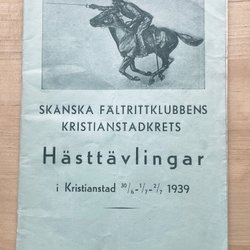 SKÅNSKA FÄLTRITTKLUBBENS
KRISTIANSTADKRETS
Hästtävlingar
i Kristianstad 30/6-1/7-2/7 1939